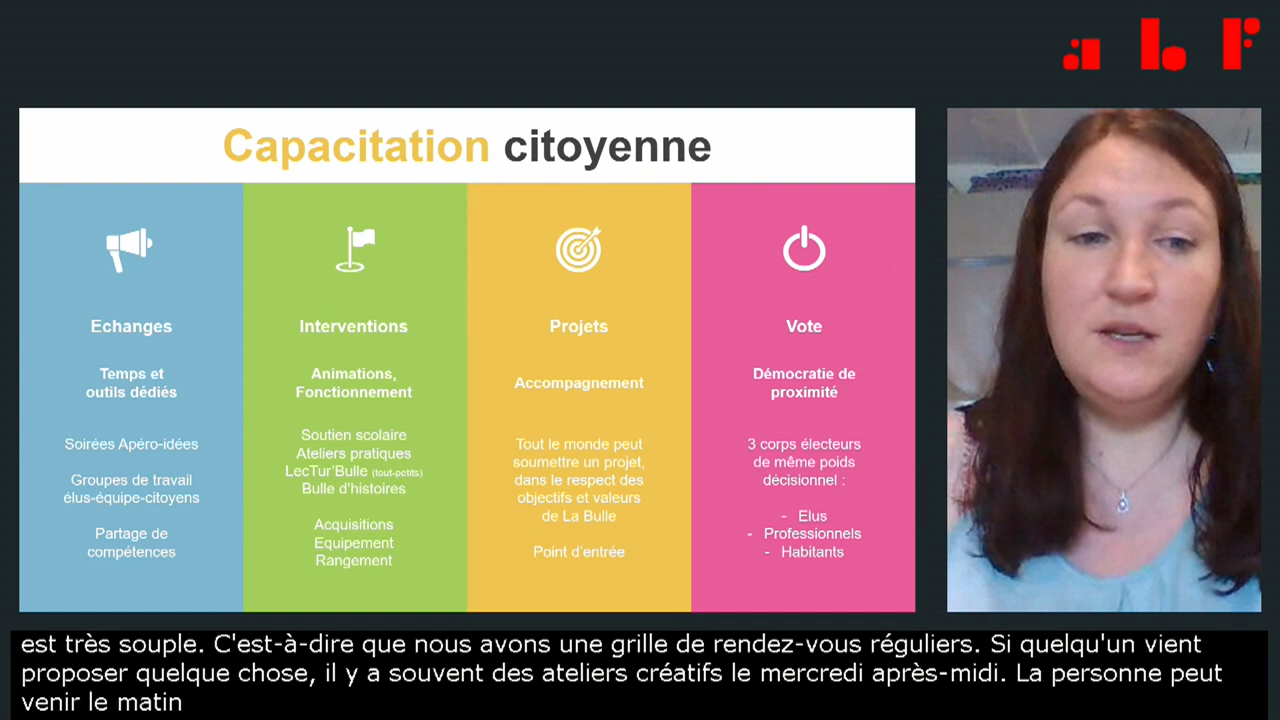 abf
Capacitation citoyenne
Echanges
Temps et
outils dédiés
Soirées Apéro-idées
Groupes de travail
élus-équipe-citoyens
Partage de
compétences
Interventions
Animations,
Fonctionnement
Soutien scolaire
Ateliers pratiques
LecTur'Bulle (tout-petits)
Bulle d'histoires
Acquisitions
Equipement
Rangement
Projets
Accompagnement
Tout le monde peut
soumettre un projet,
dans le respect des
objectifs et valeurs
de La Bulle
Point d'entrée
Vote
Démocratie de
proximité
3 corps électeurs
de même poids
décisionnel :
- Elus
- Professionnels
- Habitants
est très souple. C'est-à-dire que nous avons une grille de rendez-vous réguliers. Si quelqu'un vient
proposer quelque chose, il y a souvent des ateliers créatifs le mercredi après-midi. La personne peut
venir le matin